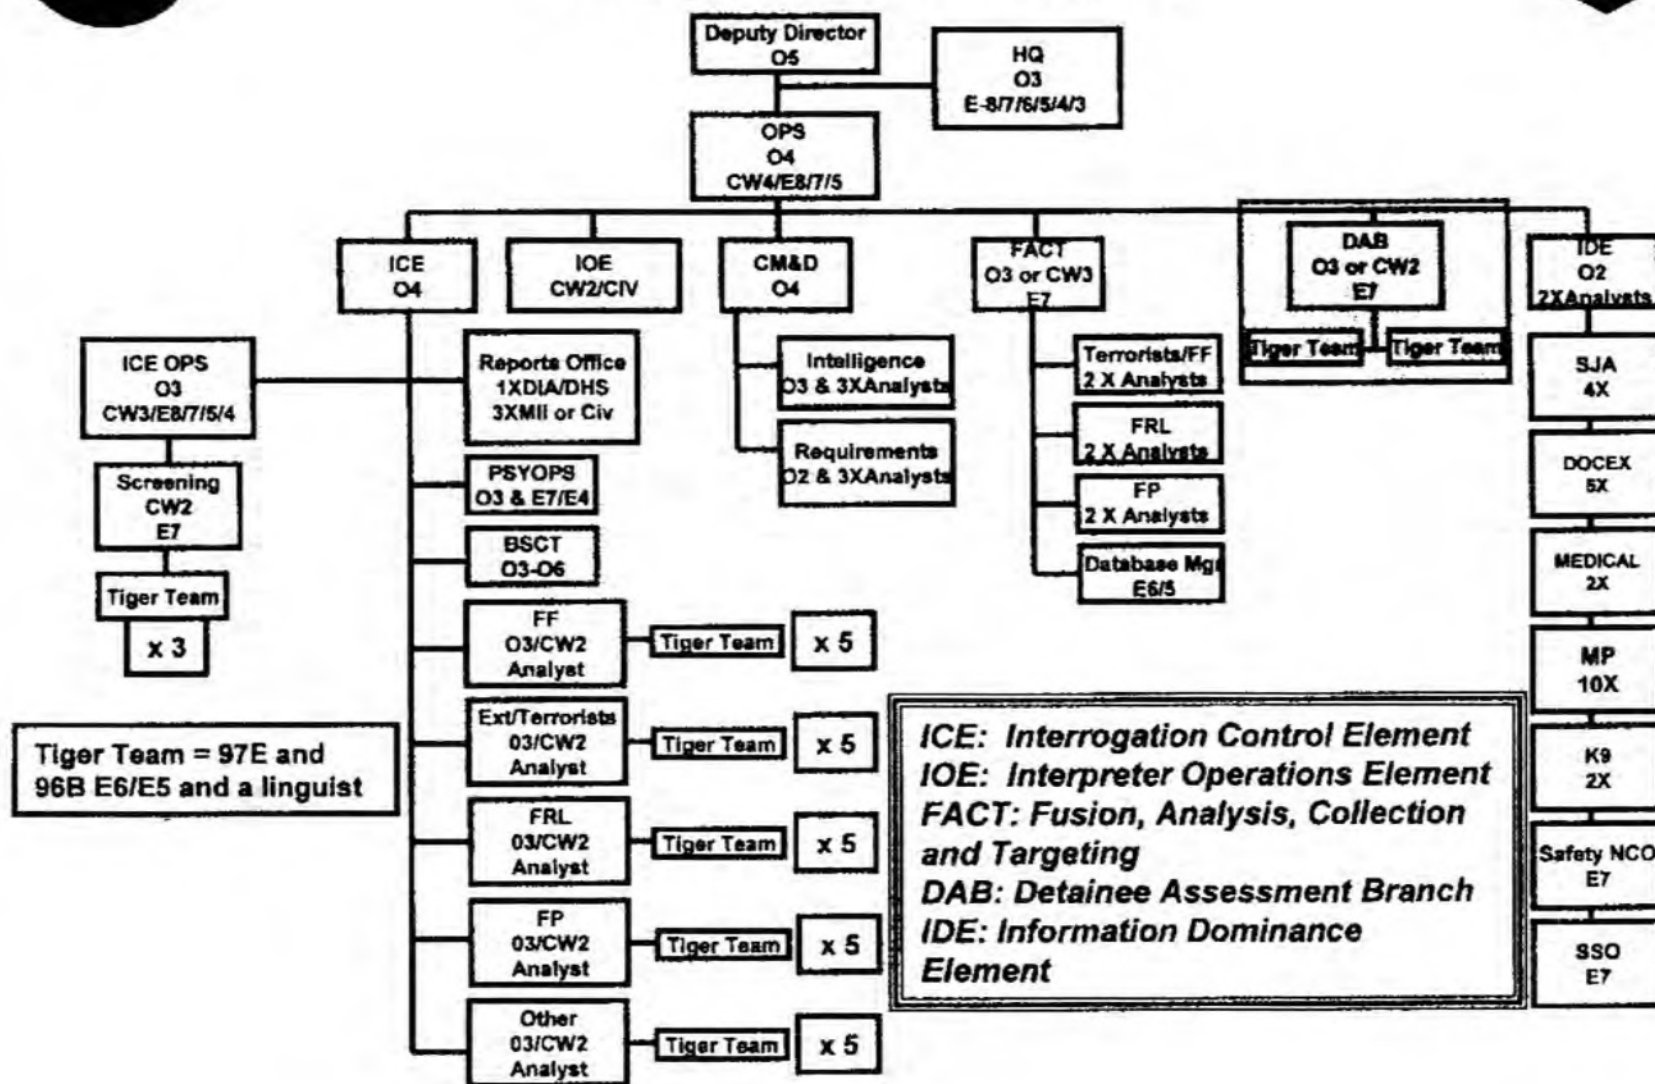 Deputy Director
O5
HQ
O3
E-8/7/6/5/4/3
OPS
O4
CW4/E8/7/5
ICE
O4
IOE
CW2/CIV
CM&D
O4
FACT
O3 or CW3
E7
DAB
O3 or CW2
E7
Tiger Team
Tiger Team
IDE
O2
2XAnalysts
ICE OPS
O3
CW3/E8/7/5/4
Screening
CW2
E7
Tiger Team
x 3
Reports Office
1XDIA/DHS
3XMil or Civ
PSYOPS
O3 & E7/E4
BSCT
O3-O6
FF
O3/CW2
Analyst
Tiger Team
x 5
Ext/Terrorists
03/CW2
Analyst
Tiger Team
x 5
FRL
03/CW2
Analyst
Tiger Team
x 5
FP
03/CW2
Analyst
Tiger Team
x 5
Other
03/CW2
Analyst
Tiger Team
x 5
Intelligence
O3 & 3XAnalysts
Requirements
O2 & 3XAnalysts
Terrorists/FF
2 X Analysts
FRL
2 X Analysts
FP
2 X Analysts
Database Mgr
E6/5
SJA
4X
DOCEX
5X
MEDICAL
2X
MP
10X
K9
2X
Safety NCO
E7
SSO
E7
Tiger Team = 97E and
96B E6/E5 and a linguist
ICE: Interrogation Control Element
IOE: Interpreter Operations Element
FACT: Fusion, Analysis, Collection
and Targeting
DAB: Detainee Assessment Branch
IDE: Information Dominance
Element